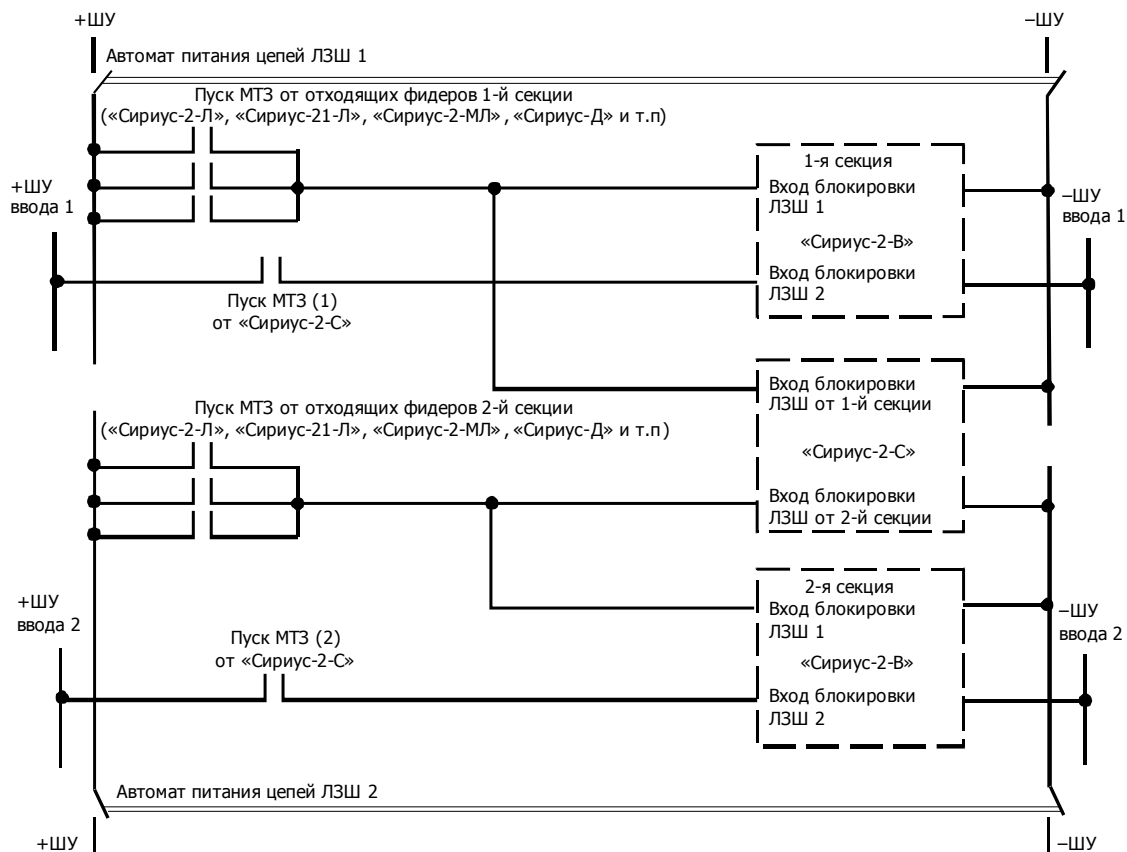 +ШУ
–ШУ
Автомат питания цепей ЛЗШ 1
Пуск МТЗ от отходящих фидеров 1-й секции
(«Сириус-2-Л», «Сириус-21-Л», «Сириус-2-МЛ» , «Сириус-Д» и т.п)
+ШУ
ввода 1
1-я секция
Вход блокировки
ЛЗШ 1
«Сириус-2-В»
Вход блокировки
ЛЗШ 2
–ШУ
ввода 1
Пуск МТЗ (1)
от «Сириус-2-С»
Вход блокировки
ЛЗШ от 1-й секции
«Сириус-2-С»
Вход блокировки
ЛЗШ от 2-й секции
Пуск МТЗ от отходящих фидеров 2-й секции
(«Сириус-2-Л», «Сириус-21-Л», «Сириус-2-МЛ» , «Сириус-Д» и т.п)
+ШУ
ввода 2
Пуск МТЗ (2)
от «Сириус-2-С»
2-я секция
Вход блокировки
ЛЗШ 1
«Сириус-2-В»
Вход блокировки
ЛЗШ 2
–ШУ
ввода 2
Автомат питания цепей ЛЗШ 2
+ШУ
–ШУ